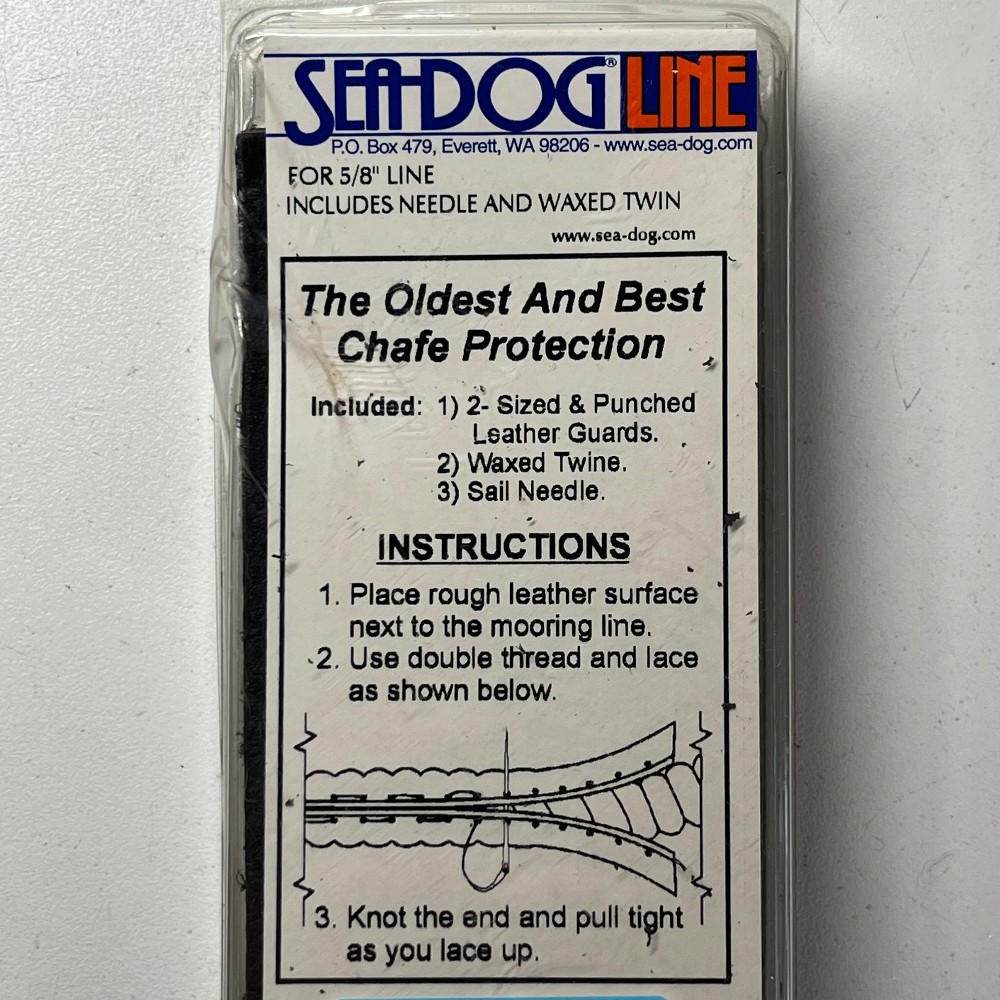 SEA-DOG® LINE
P.O. Box 479, Everett, WA 98206 - www.sea-dog.com
FOR 5/8" LINE
INCLUDES NEEDLE AND WAXED TWIN
www.sea-dog.com
The Oldest And Best
Chafe Protection
Included: 1) 2- Sized & Punched
Leather Guards.
2) Waxed Twine.
3) Sail Needle.
INSTRUCTIONS
1. Place rough leather surface
next to the mooring line.
2. Use double thread and lace
as shown below.
3. Knot the end and pull tight
as you lace up.